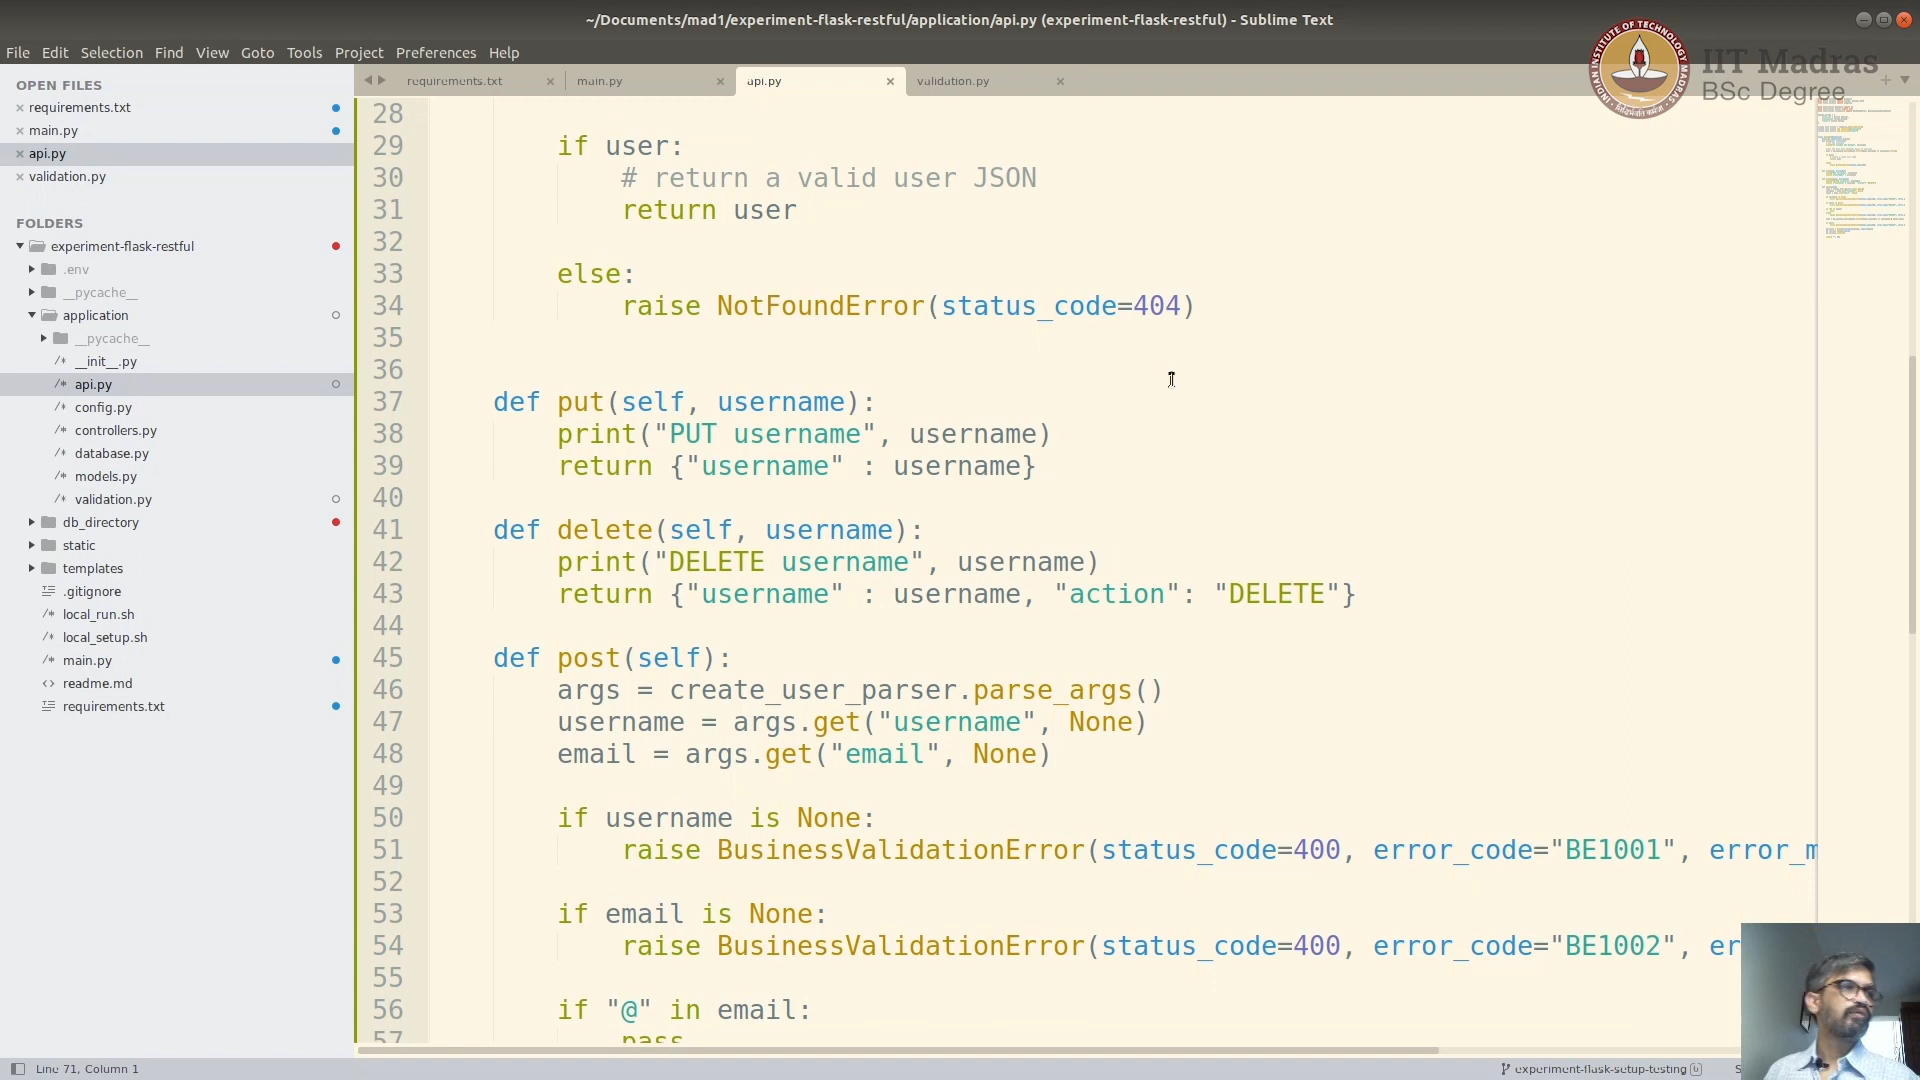 ~/Documents/mad1/experiment-flask-restful/application/api.py (experiment-flask-restful) - Sublime Text
File Edit Selection Find View Goto Tools Project Preferences Help
IIT Madras
BSc Degree
INDIAN INSTITUTE OF TECHNOLOGY MADRAS
OPEN FILES
requirements.txt
main.py
api.py
validation.py
FOLDERS
experiment-flask-restful
.env
__pycache__
application
__pycache__
__init__.py
api.py
config.py
controllers.py
database.py
models.py
validation.py
db_directory
static
templates
.gitignore
local_run.sh
local_setup.sh
main.py
readme.md
requirements.txt
requirements.txt main.py api.py validation.py
28
29 if user:
30 # return a valid user JSON
31 return user
32
33 else:
34 raise NotFoundError(status_code=404)
35
36
37 def put(self, username):
38 print("PUT username", username)
39 return {"username" : username}
40
41 def delete(self, username):
42 print("DELETE username", username)
43 return {"username" : username, "action": "DELETE"}
44
45 def post(self):
46 args = create_user_parser.parse_args()
47 username = args.get("username", None)
48 email = args.get("email", None)
49
50 if username is None:
51 raise BusinessValidationError(status_code=400, error_code="BE1001", error_m
52
53 if email is None:
54 raise BusinessValidationError(status_code=400, error_code="BE1002", er
55
56 if "@" in email:
57 pass
Line 71, Column 1
experiment-flask-setup-testing